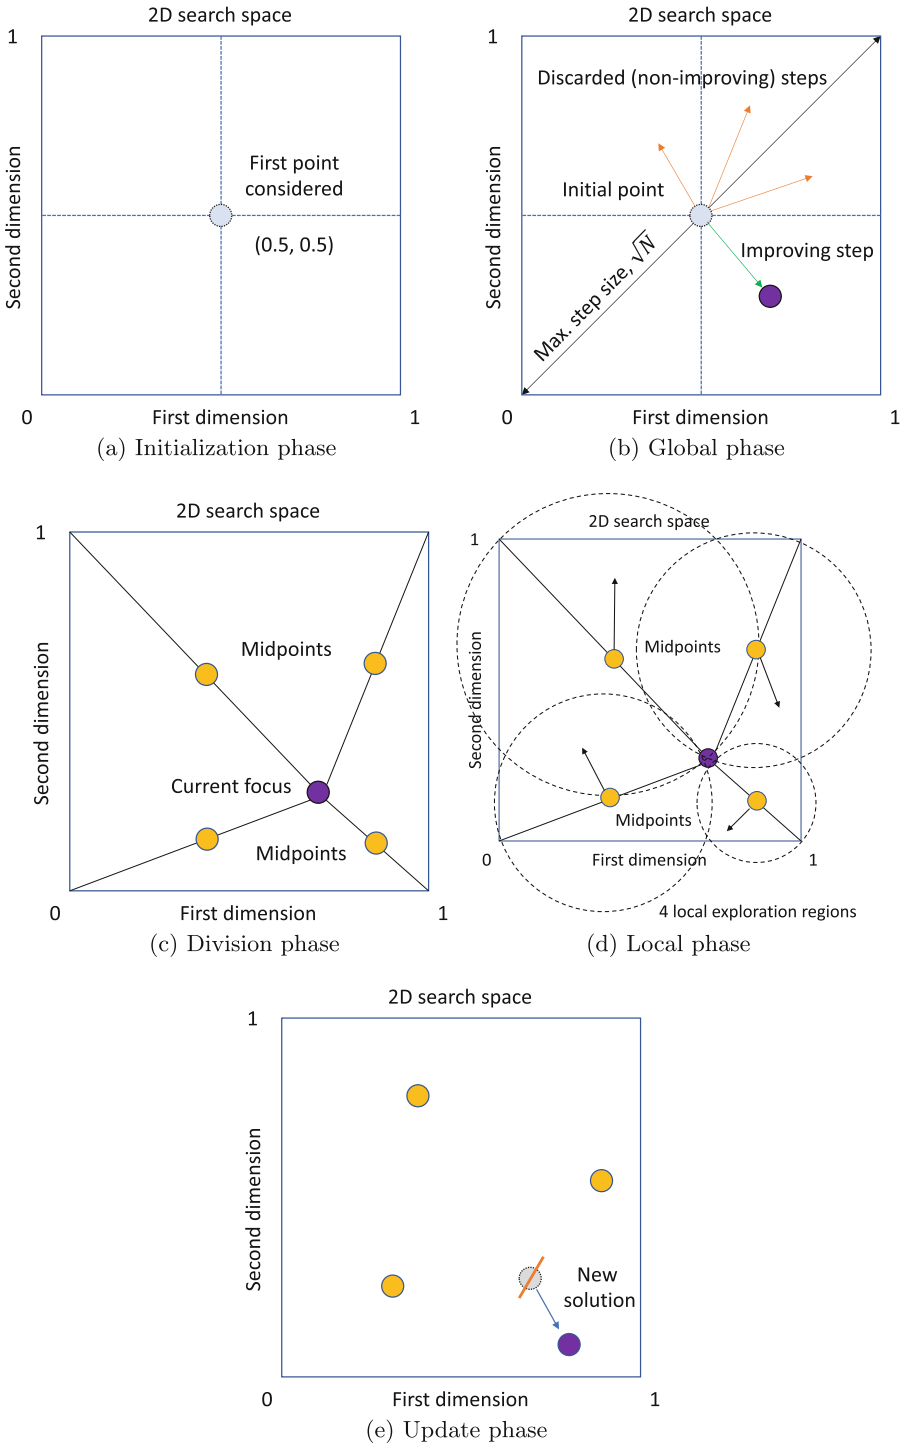 2D search space
1
Second dimension
First point
considered
(0.5, 0.5)
0
First dimension
1
(a) Initialization phase
2D search space
1
Second dimension
Discarded (non-improving) steps
Initial point
Improving step
Max. step size, √N
0
First dimension
1
(b) Global phase
2D search space
1
Second dimension
Midpoints
Current focus
Midpoints
0
First dimension
1
(c) Division phase
2D search space
1
Second dimension
Midpoints
Midpoints
0
First dimension
1
4 local exploration regions
(d) Local phase
2D search space
1
Second dimension
New
solution
0
First dimension
1
(e) Update phase